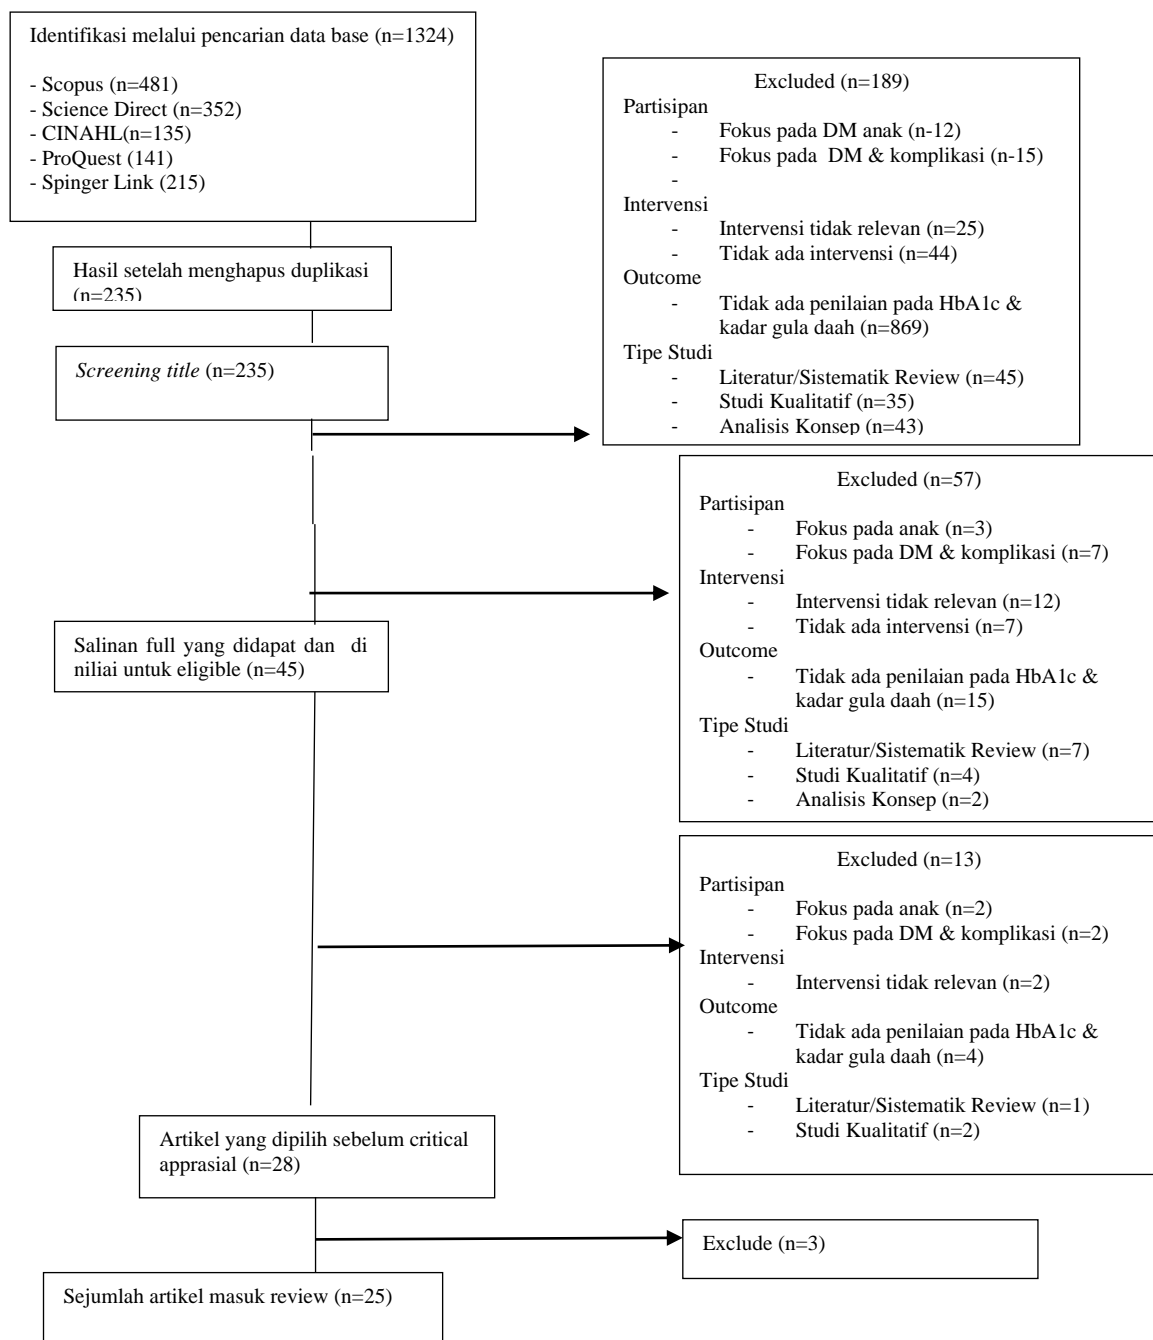 Identifikasi melalui pencarian data base (n=1324)
- Scopus (n=481)
- Science Direct (n=352)
- CINAHL(n=135)
- ProQuest (141)
- Spinger Link (215)
Hasil setelah menghapus duplikasi
(n=235)
Screening title (n=235)
Excluded (n=189)
Partisipan
- Fokus pada DM anak (n-12)
- Fokus pada DM & komplikasi (n-15)
-
Intervensi
- Intervensi tidak relevan (n=25)
- Tidak ada intervensi (n=44)
Outcome
- Tidak ada penilaian pada HbA1c &
kadar gula daah (n=869)
Tipe Studi
- Literatur/Sistematik Review (n=45)
- Studi Kualitatif (n=35)
- Analisis Konsep (n=43)
Excluded (n=57)
Partisipan
- Fokus pada anak (n=3)
- Fokus pada DM & komplikasi (n=7)
Intervensi
- Intervensi tidak relevan (n=12)
- Tidak ada intervensi (n=7)
Outcome
- Tidak ada penilaian pada HbA1c &
kadar gula daah (n=15)
Tipe Studi
- Literatur/Sistematik Review (n=7)
- Studi Kualitatif (n=4)
- Analisis Konsep (n=2)
Salinan full yang didapat dan di
niliai untuk eligible (n=45)
Excluded (n=13)
Partisipan
- Fokus pada anak (n=2)
- Fokus pada DM & komplikasi (n=2)
Intervensi
- Intervensi tidak relevan (n=2)
Outcome
- Tidak ada penilaian pada HbA1c &
kadar gula daah (n=4)
Tipe Studi
- Literatur/Sistematik Review (n=1)
- Studi Kualitatif (n=2)
Artikel yang dipilih sebelum critical
apprasial (n=28)
Exclude (n=3)
Sejumlah artikel masuk review (n=25)